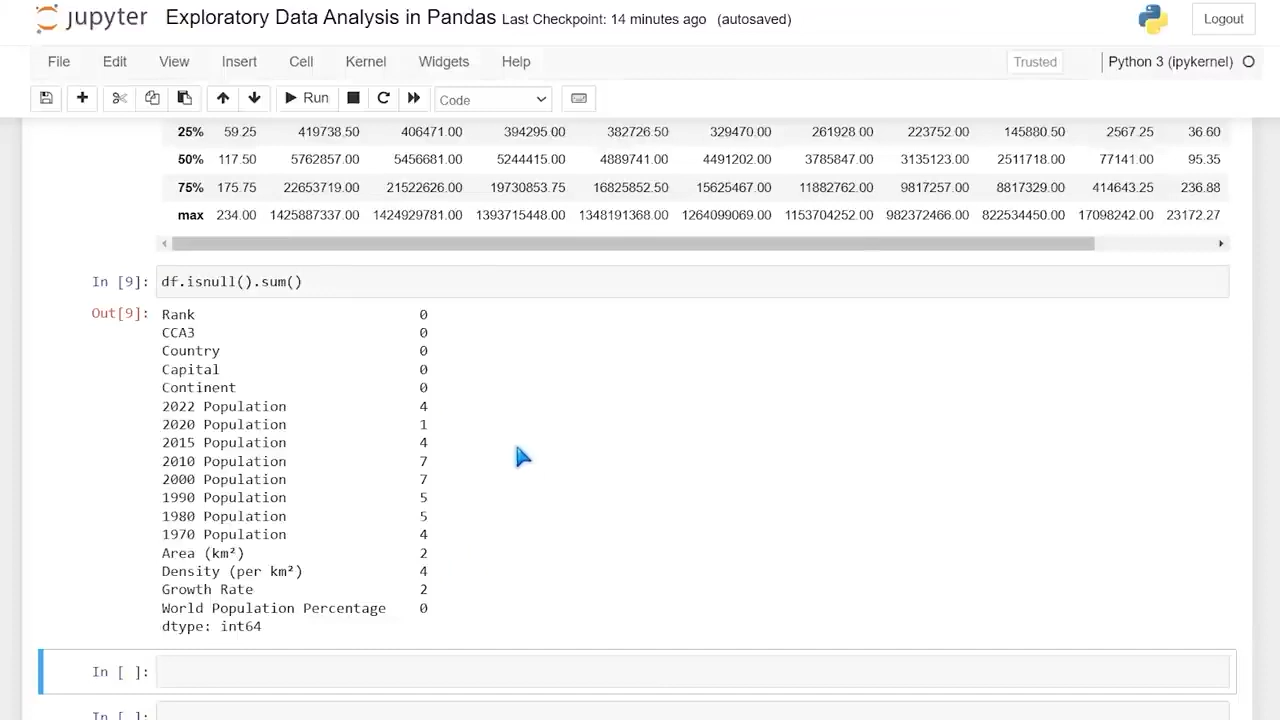 jupyter Exploratory Data Analysis in Pandas Last Checkpoint: 14 minutes ago (autosaved) Logout
File Edit View Insert Cell Kernel Widgets Help Trusted Python 3 (ipykernel)
Run Code
25% 59.25 419738.50 406471.00 394295.00 382726.50 329470.00 261928.00 223752.00 145880.50 2567.25 36.60
50% 117.50 5762857.00 5456681.00 5244415.00 4889741.00 4491202.00 3785847.00 3135123.00 2511718.00 77141.00 95.35
75% 175.75 22653719.00 21522626.00 19730853.75 16825852.50 15625467.00 11882762.00 9817257.00 8817329.00 414643.25 236.88
max 234.00 1425887337.00 1424929781.00 1393715448.00 1348191368.00 1264099069.00 1153704252.00 982372466.00 822534450.00 17098242.00 23172.27
In [9]: df.isnull().sum()
Out[9]: Rank 0
CCA3 0
Country 0
Capital 0
Continent 0
2022 Population 4
2020 Population 1
2015 Population 4
2010 Population 7
2000 Population 7
1990 Population 5
1980 Population 5
1970 Population 4
Area (km²) 2
Density (per km²) 4
Growth Rate 2
World Population Percentage 0
dtype: int64
In [ ]:
In [ ]: